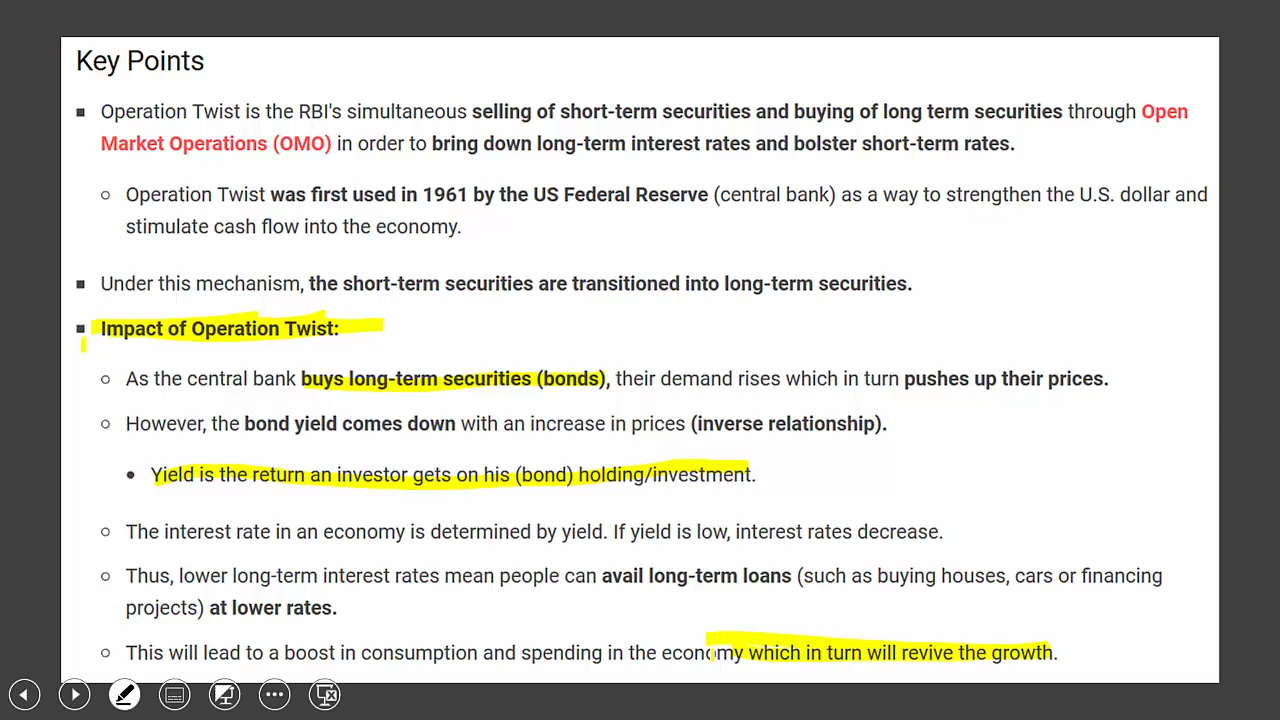 Key Points
Operation Twist is the RBI's simultaneous selling of short-term securities and buying of long term securities through Open
Market Operations (OMO) in order to bring down long-term interest rates and bolster short-term rates.
Operation Twist was first used in 1961 by the US Federal Reserve (central bank) as a way to strengthen the U.S. dollar and
stimulate cash flow into the economy.
Under this mechanism, the short-term securities are transitioned into long-term securities.
Impact of Operation Twist:
As the central bank buys long-term securities (bonds), their demand rises which in turn pushes up their prices.
However, the bond yield comes down with an increase in prices (inverse relationship).
Yield is the return an investor gets on his (bond) holding/investment.
The interest rate in an economy is determined by yield. If yield is low, interest rates decrease.
Thus, lower long-term interest rates mean people can avail long-term loans (such as buying houses, cars or financing
projects) at lower rates.
This will lead to a boost in consumption and spending in the economy which in turn will revive the growth.